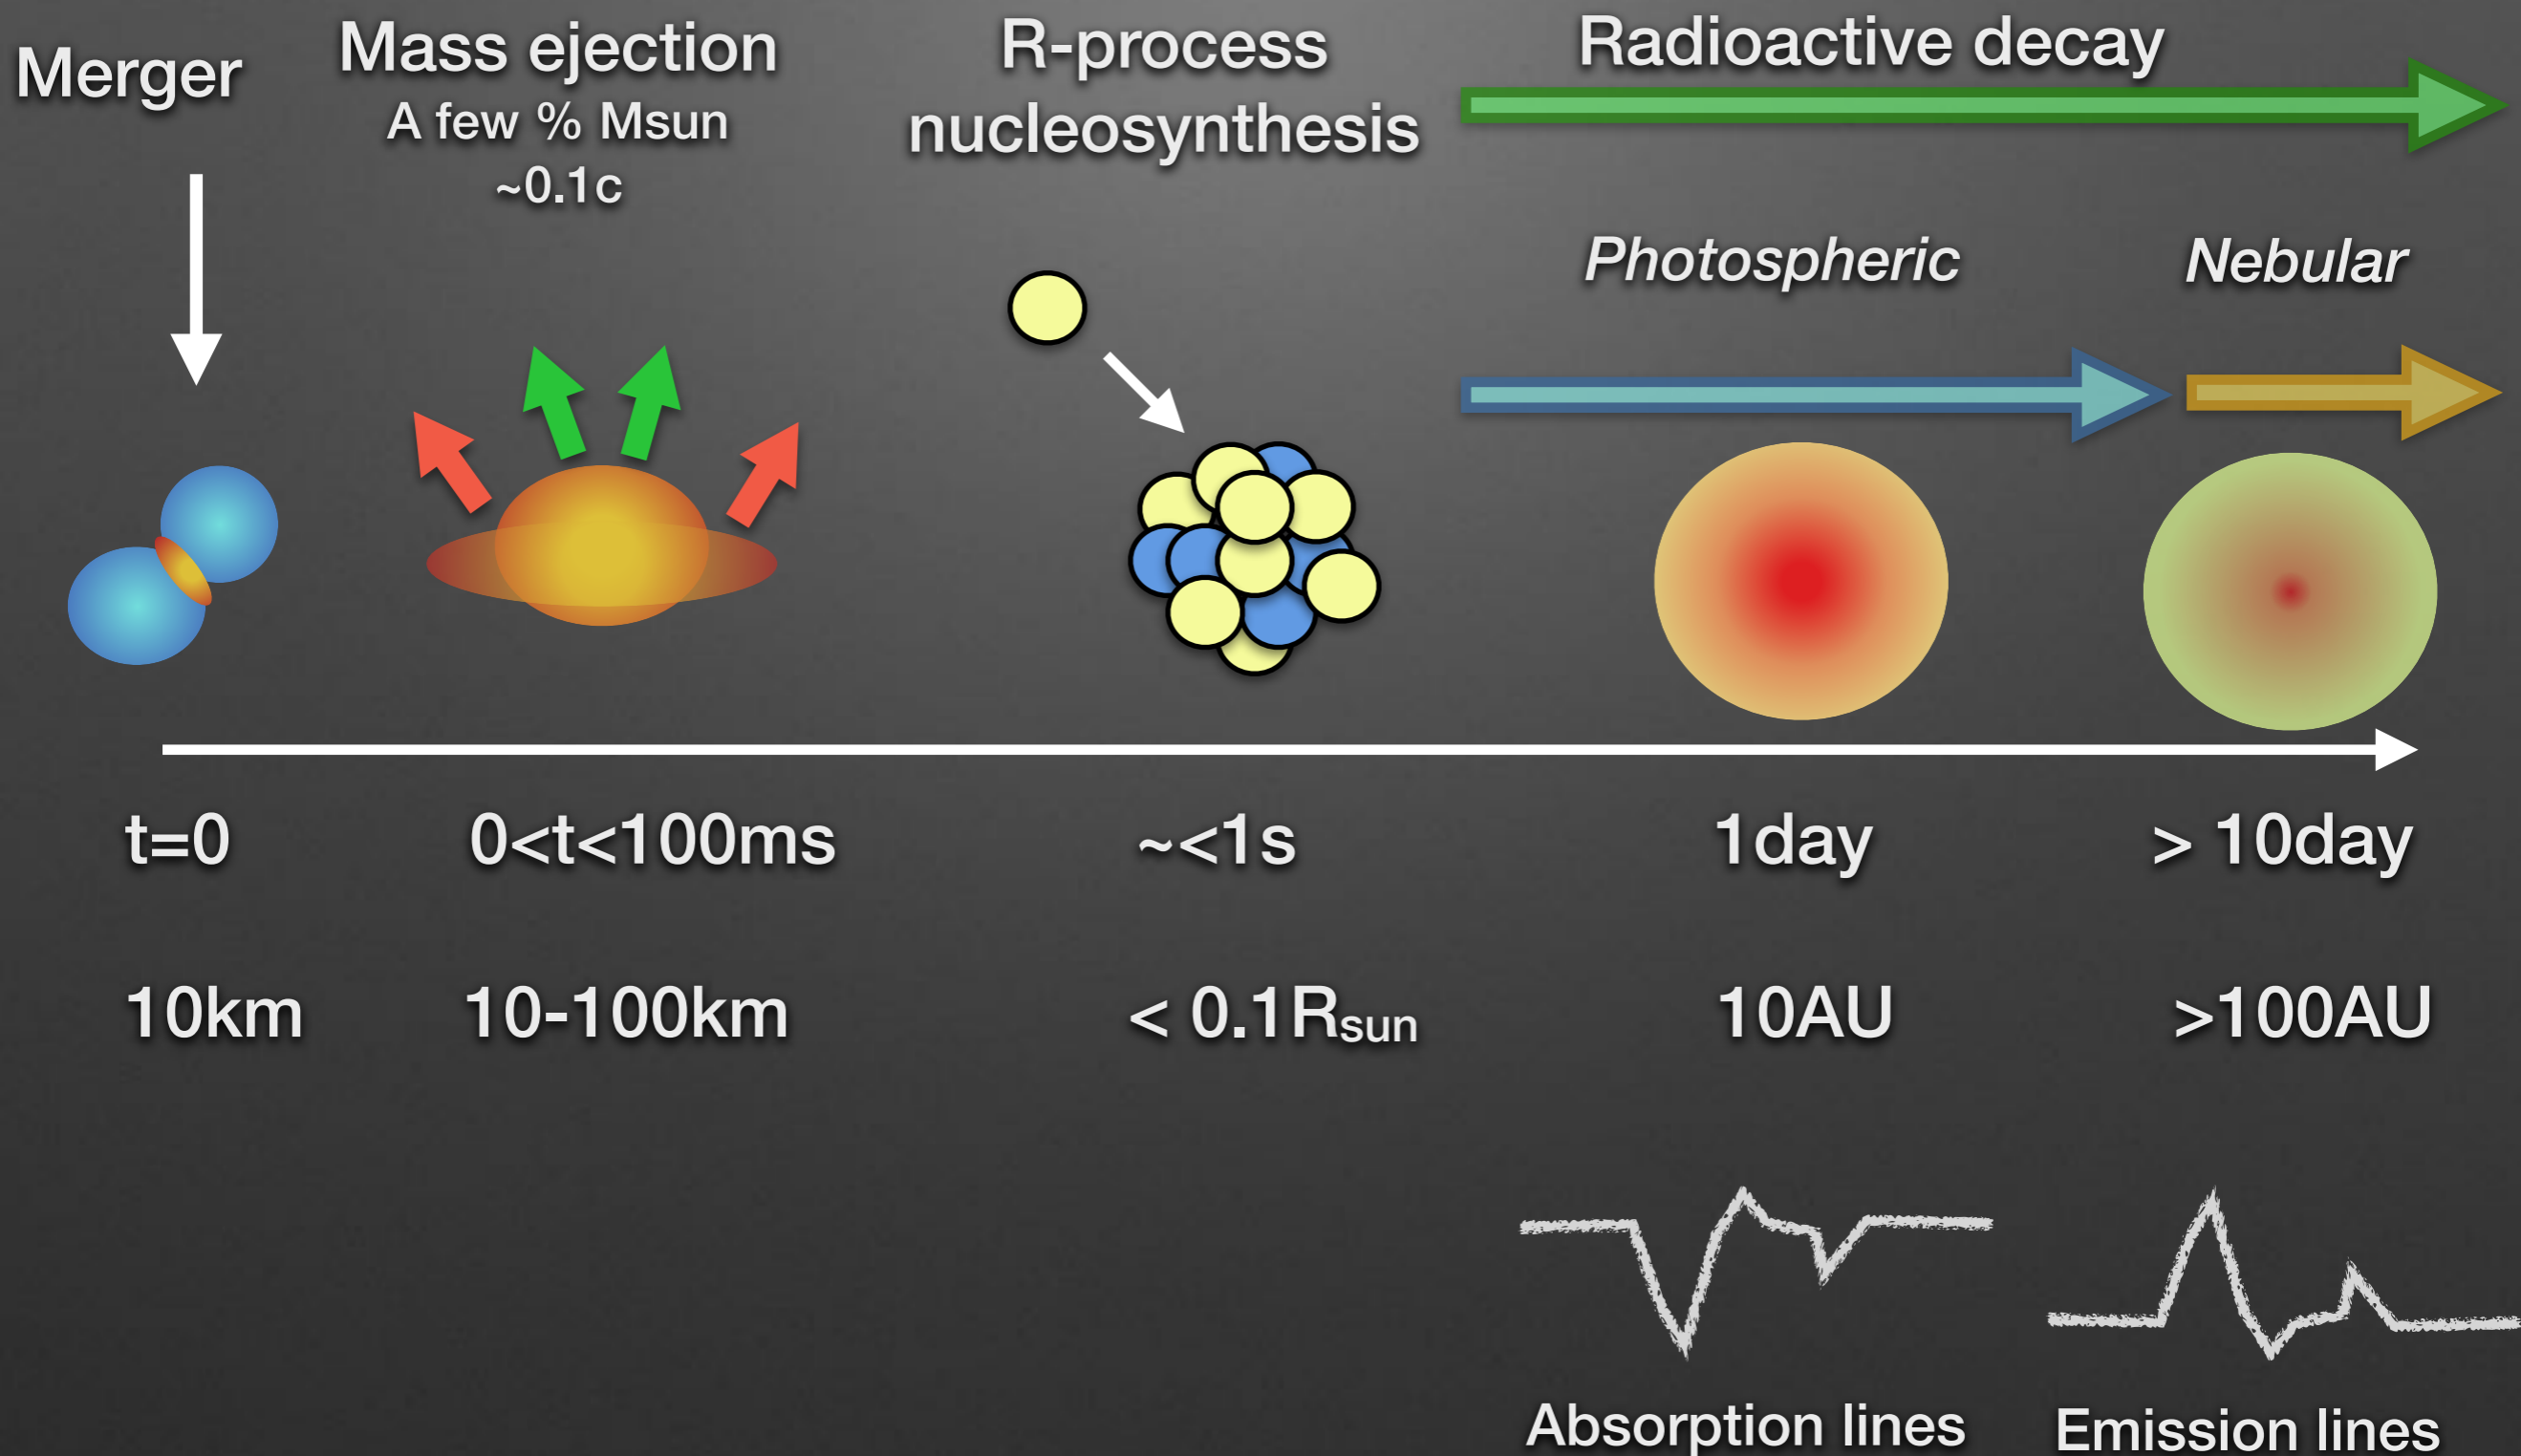 Merger
Mass ejection
A few % Msun
~0.1c
R-process
nucleosynthesis
Radioactive decay
Photospheric
Nebular
t=0
0<t<100ms
~<1s
1day
> 10day
10km
10-100km
< 0.1Rsun
10AU
>100AU
Absorption lines
Emission lines